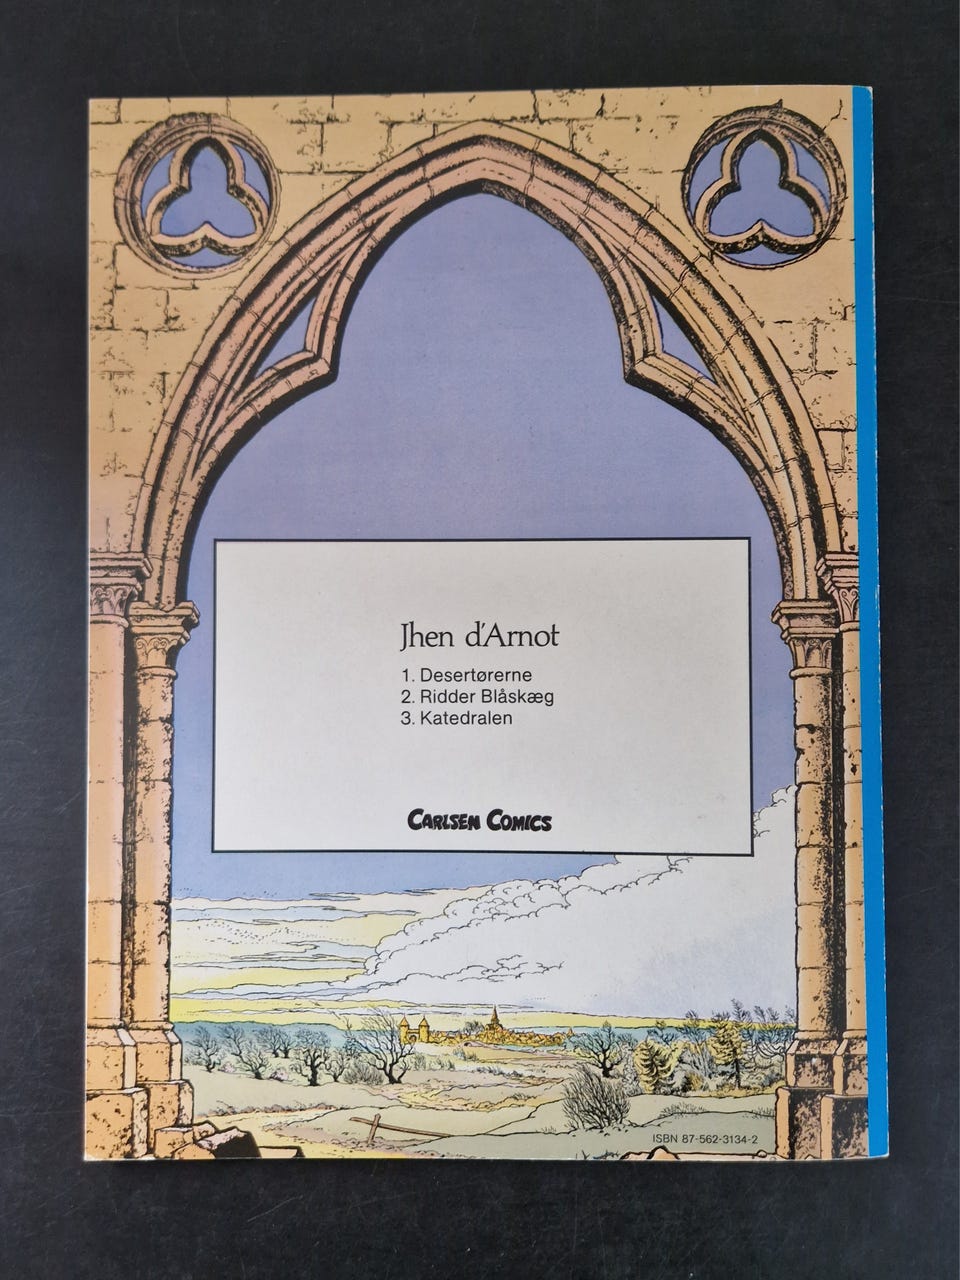 Jhen d'Arnot
1. Desertørerne
2. Ridder Blåskæg
3. Katedralen
CARLSEN COMICS
ISBN 87-562-3134-2